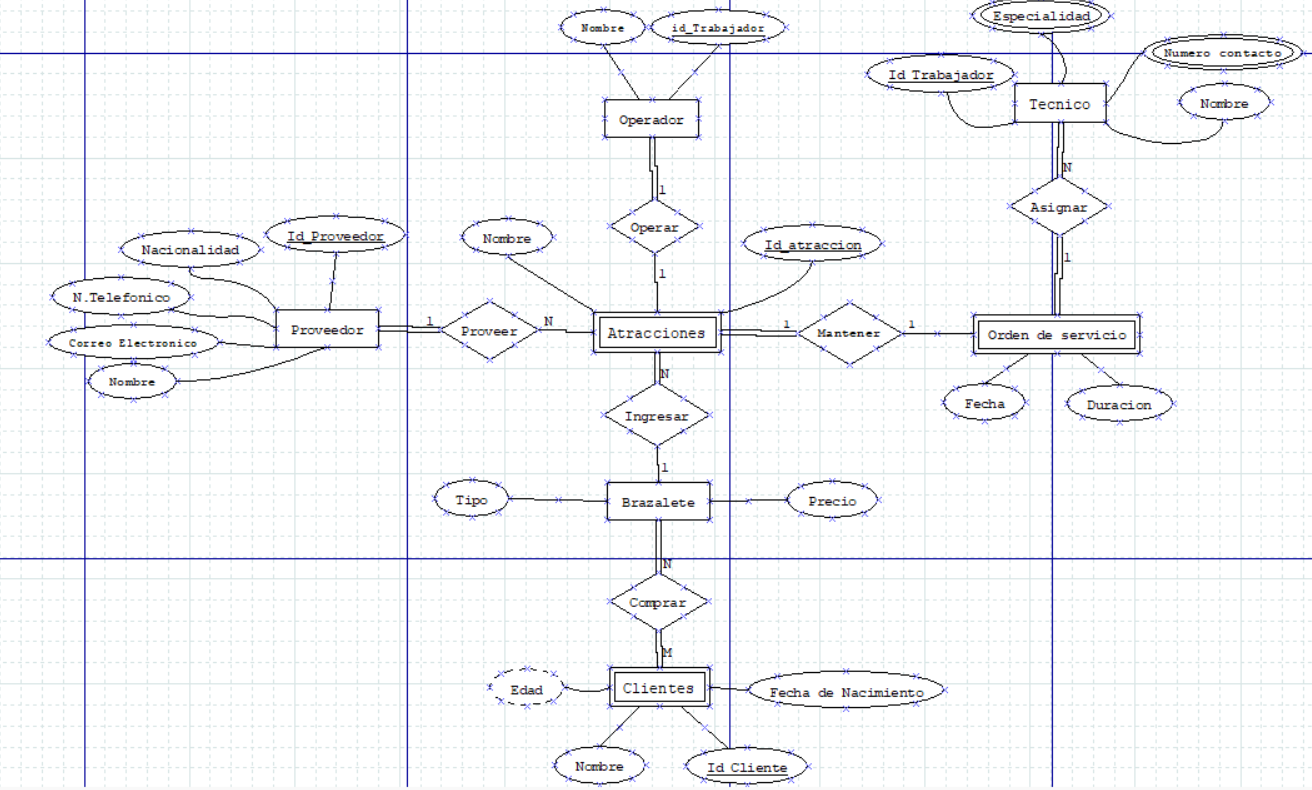 Especialidad
Nombre
id_Trabajador
Numero contacto
Id Trabajador
Tecnico
Nombre
Operador
N
1
Asignar
Operar
Nombre
Id_Proveedor
Nacionalidad
Id_atraccion
1
1
N.Telefonico
Proveedor
1
Proveer
N
Atracciones
1
Mantener
1
Orden de servicio
Correo Electronico
Nombre
N
Fecha
Duracion
Ingresar
1
Tipo
Brazalete
Precio
N
Comprar
M
Edad
Clientes
Fecha de Nacimiento
Nombre
Id Cliente